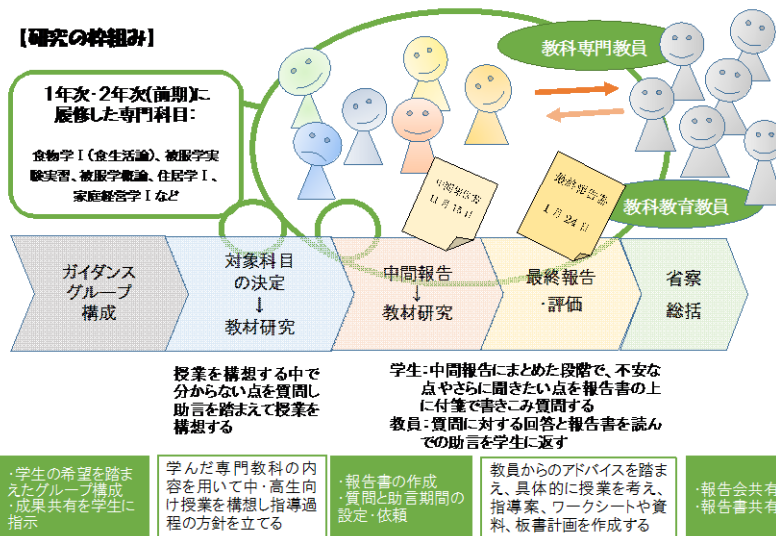 【研究の枠組み】
教科専門教員
1年次・2年次(前期)に
履修した専門科目:
食物学Ⅰ(食生活論)、被服学実
験実習、被服学概論、住居学Ⅰ、
家庭経営学Ⅰなど
中間報告書
11月15日
最終報告書
1月24日
教科教育教員
ガイダンス
グループ
構成
対象科目
の決定
↓
教材研究
中間報告
↓
教材研究
最終報告
・評価
省察
総括
授業を構想する中で
分からない点を質問し
助言を踏まえて授業を
構想する
学生:中間報告にまとめた段階で、不安な
点やさらに聞きたい点を報告書の上
に付箋で書きこみ質問する
教員:質問に対する回答と報告書を読ん
での助言を学生に返す
・学生の希望を踏ま
えたグループ構成
・成果共有を学生に
指示
学んだ専門教科の内
容を用いて中・高生向
け授業を構想し指導過
程の方針を立てる
・報告書の作成
・質問と助言期間の
設定・依頼
教員からのアドバイスを踏ま
え、具体的に授業を考え、
指導案、ワークシートや資
料、板書計画を作成する
・報告会共有
・報告書共有